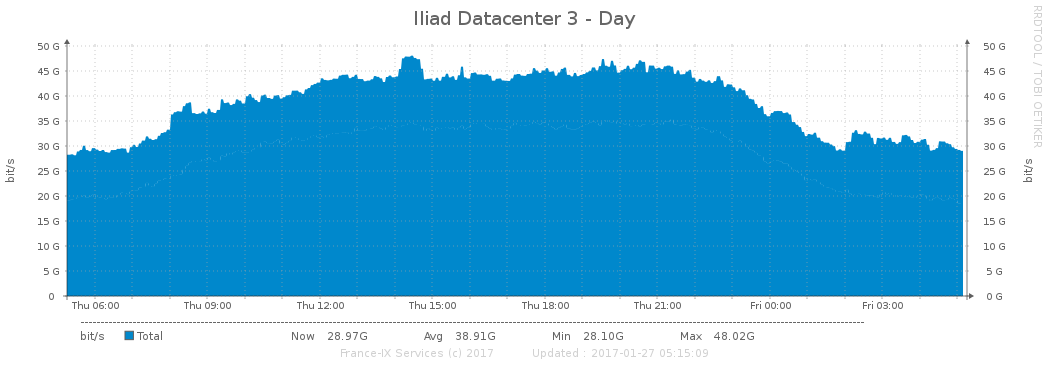 Iliad Datacenter 3 - Day
RRDTOOL / TOBI OETIKER
50 G 50 G
45 G 45 G
40 G 40 G
35 G 35 G
30 G 30 G
25 G 25 G
20 G 20 G
15 G 15 G
10 G 10 G
5 G 5 G
0 0 G
bit/s bit/s
Thu 06:00 Thu 09:00 Thu 12:00 Thu 15:00 Thu 18:00 Thu 21:00 Fri 00:00 Fri 03:00
bit/s Total Now 28.97G Avg 38.91G Min 28.10G Max 48.02G
France-IX Services (c) 2017 Updated : 2017-01-27 05:15:09